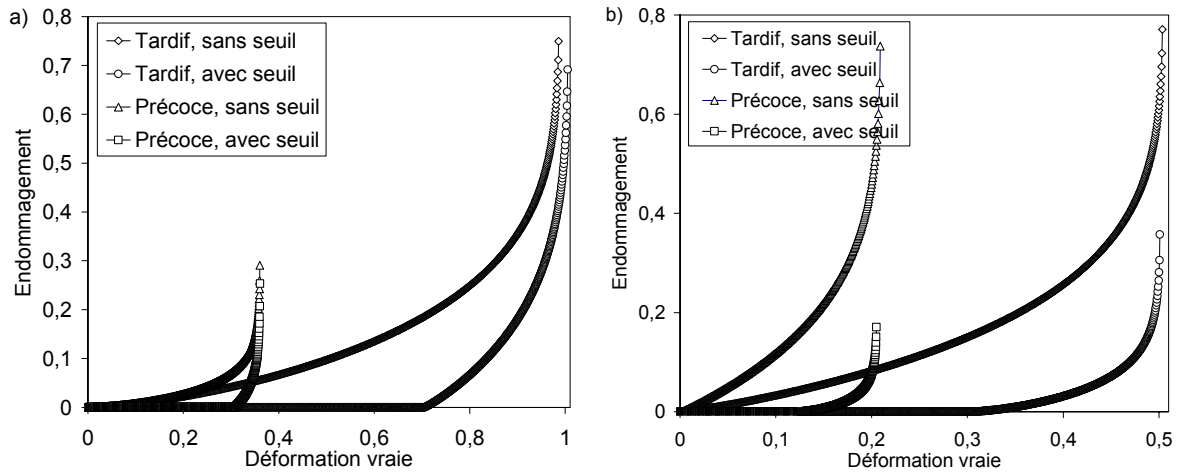 a)
0,8
0,7
0,6
0,5
0,4
0,3
0,2
0,1
0
Endommagement
Tardif, sans seuil
Tardif, avec seuil
Précoce, sans seuil
Précoce, avec seuil
0 0,2 0,4 0,6 0,8 1
Déformation vraie
b)
0,8
0,6
0,4
0,2
0
Endommagement
Tardif, sans seuil
Tardif, avec seuil
Précoce, sans seuil
Précoce, avec seuil
0 0,1 0,2 0,3 0,4 0,5
Déformation vraie